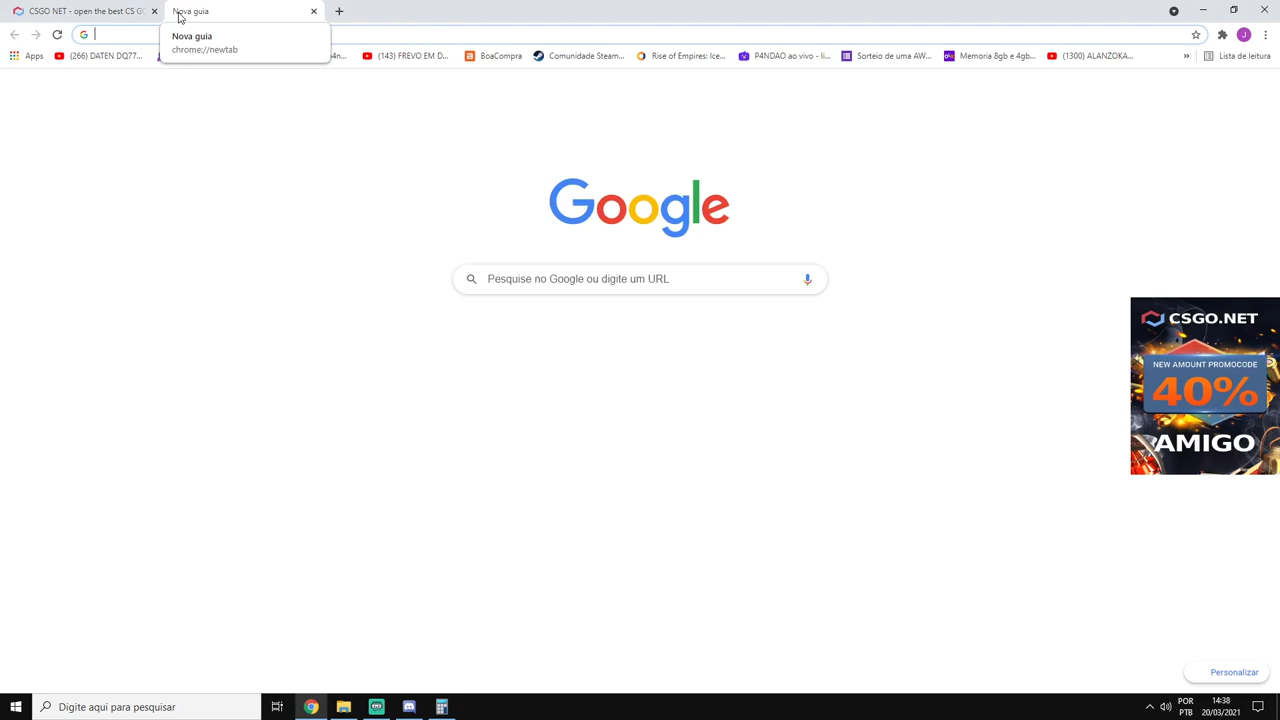 CSGO NET - open the best CS GO
Nova guia
Nova guia
chrome://newtab
Apps
(266) DATEN DQ77...
(143) FREVO EM D...
BoaCompra
Comunidade Steam...
Rise of Empires: Ice...
P4NDAO ao vivo - li...
Sorteio de uma AW...
Memoria 8gb e 4gb...
(1300) ALANZOKA...
»
Lista de leitura
J
Google
Pesquise no Google ou digite um URL
CSGO.NET
NEW AMOUNT PROMOCODE
40%
AMIGO
Personalizar
Digite aqui para pesquisar
POR
PTB
14:38
20/03/2021